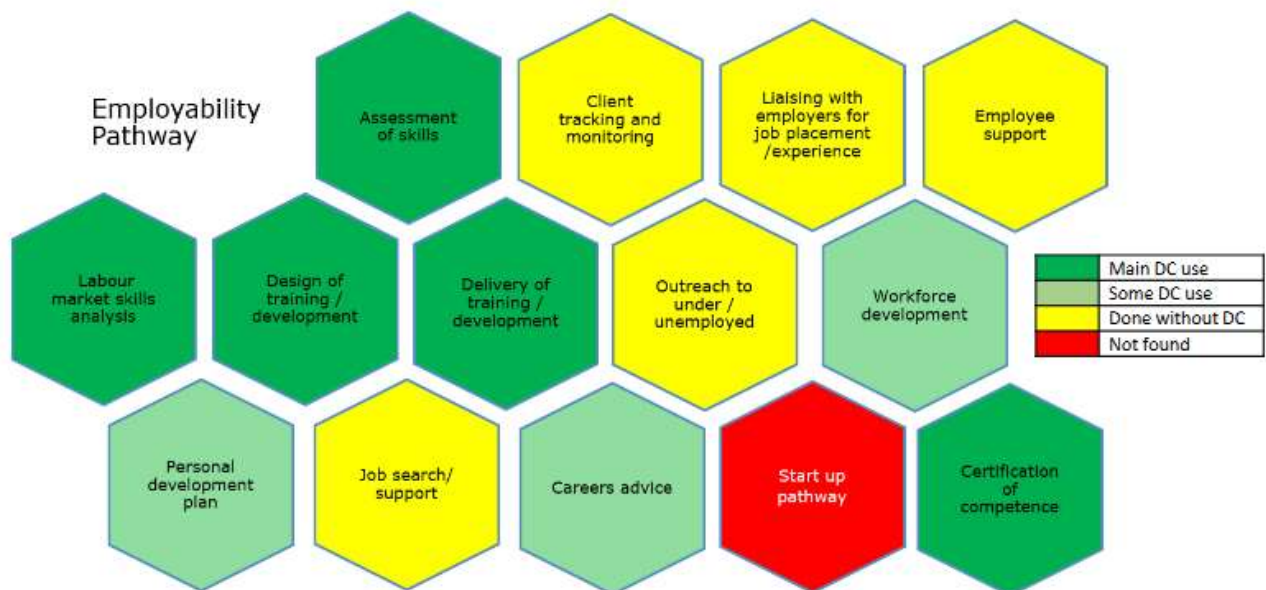 Employability
Pathway
Assessment
of skills
Client
tracking and
monitoring
Liaising with
employers for
job placement
/experience
Employee
support
Labour
market skills
analysis
Design of
training /
development
Delivery of
training /
development
Outreach to
under /
unemployed
Workforce
development
Main DC use
Some DC use
Done without DC
Not found
Personal
development
plan
Job search/
support
Careers advice
Start up
pathway
Certification
of
competence